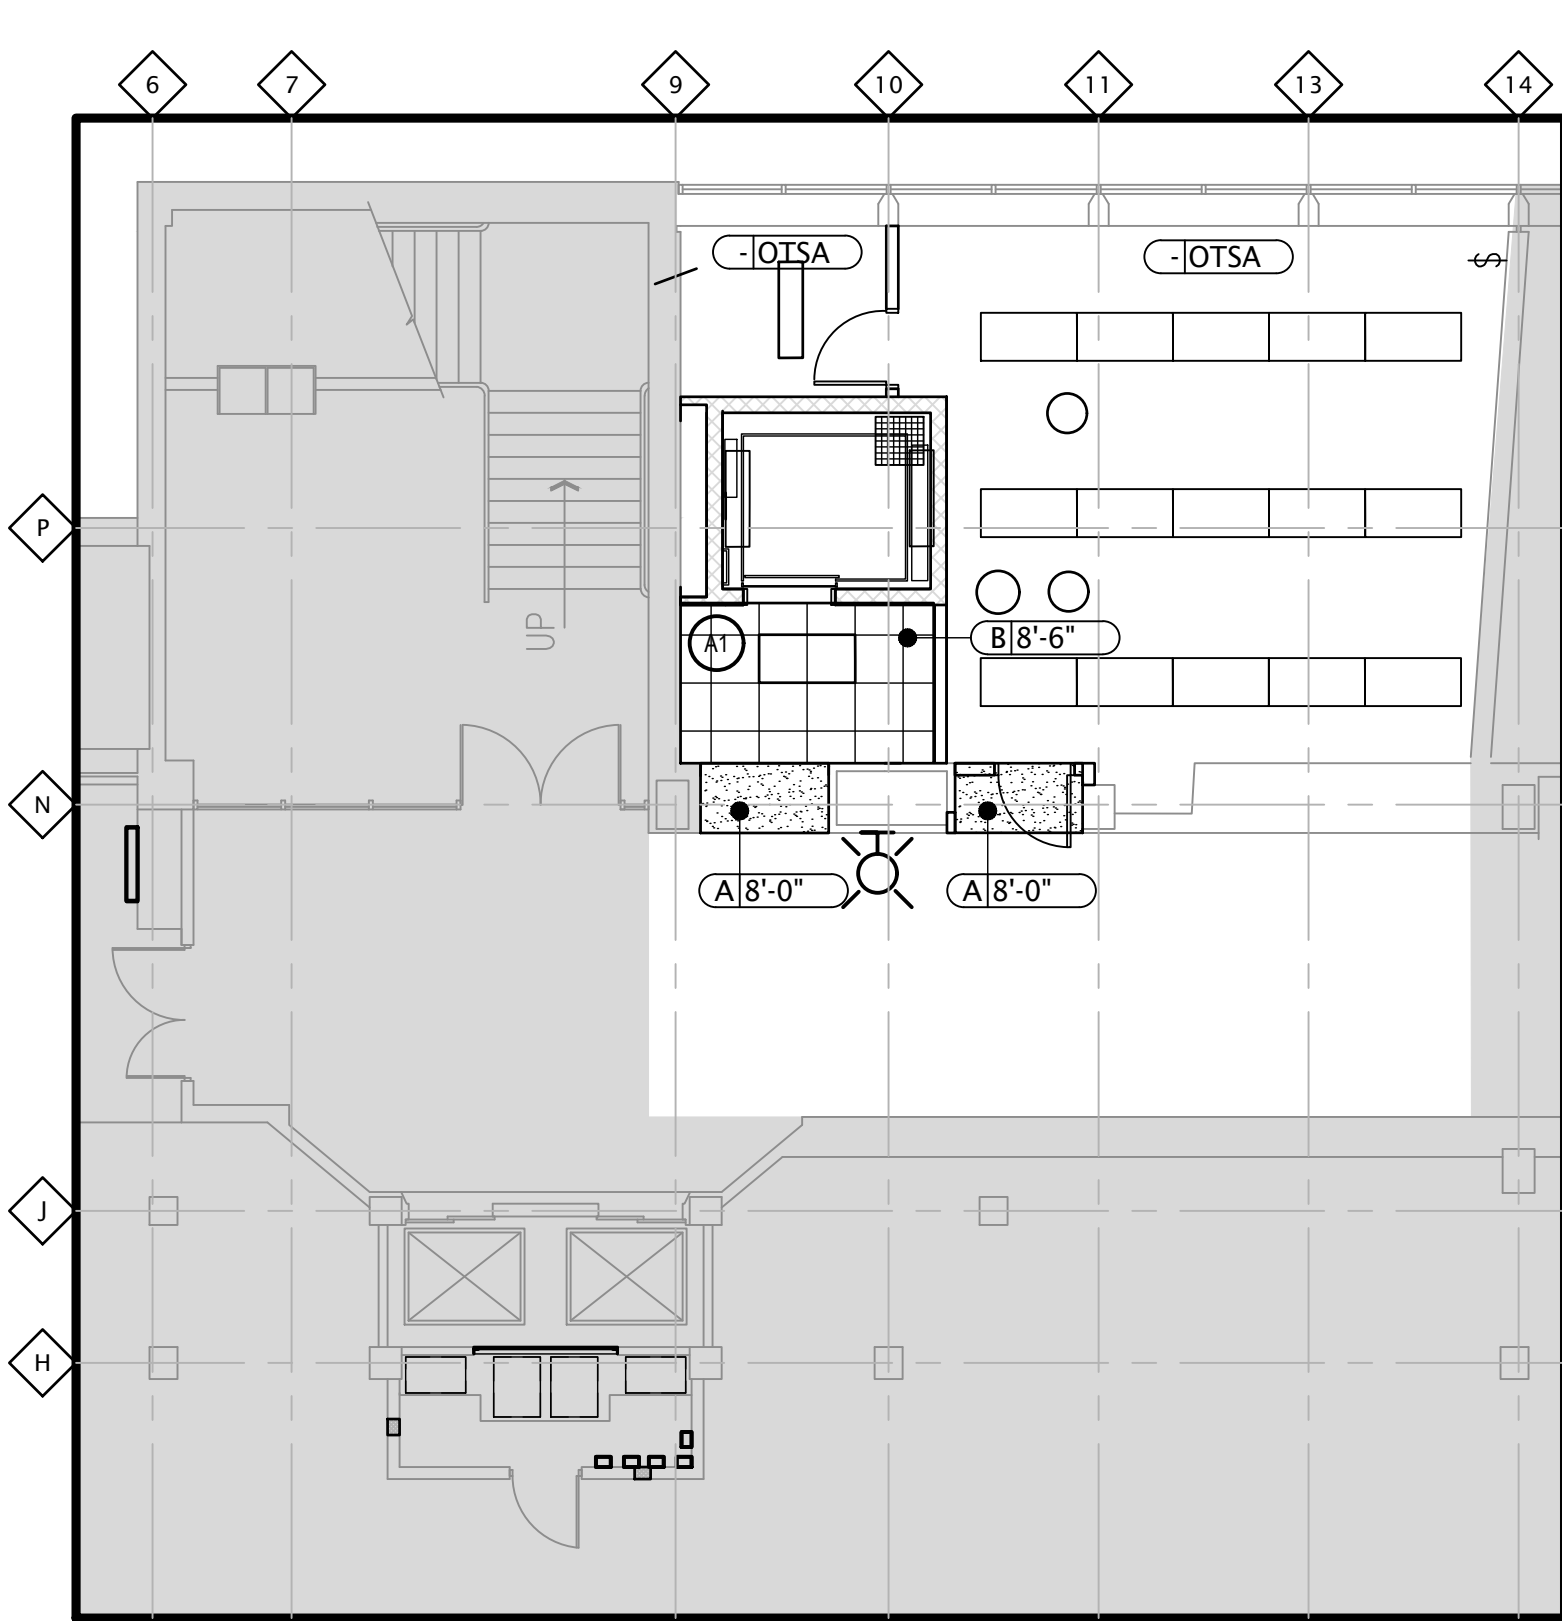 6 7 9 10 11 13 14
- OTSA - OTSA
$
P
UP
A1
B 8'-6"
N
A 8'-0" A 8'-0"
J
H